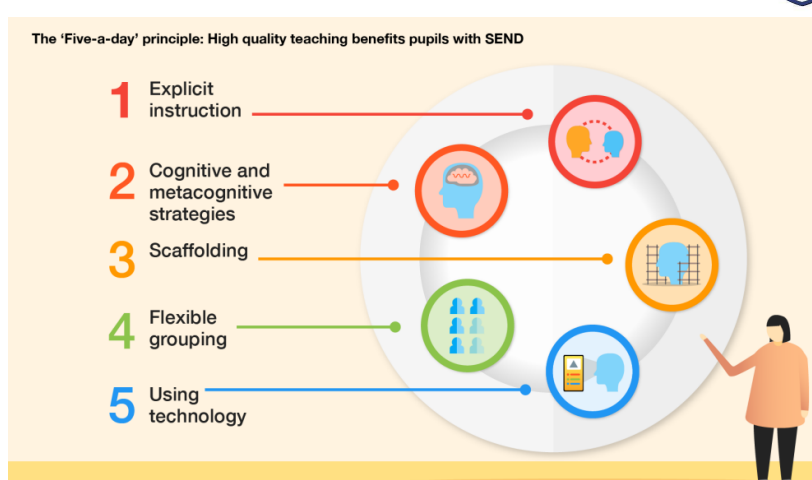 The ‘Five-a-day’ principle: High quality teaching benefits pupils with SEND
1 Explicit
instruction
2 Cognitive and
metacognitive
strategies
3 Scaffolding
4 Flexible
grouping
5 Using
technology